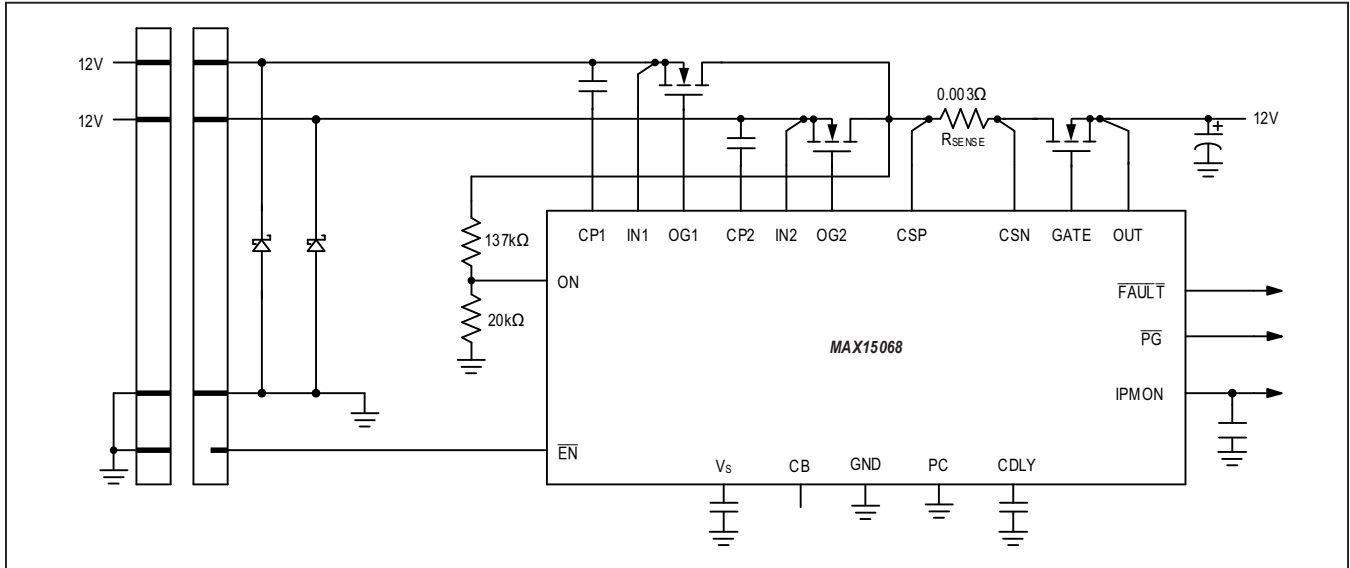 12V
12V
0.003Ω
RSENSE
12V
137kΩ
20kΩ
CP1 IN1 OG1 CP2 IN2 OG2 CSP CSN GATE OUT
ON
FAULT
PG
MAX15068
IPMON
EN
VS CB GND PC CDLY